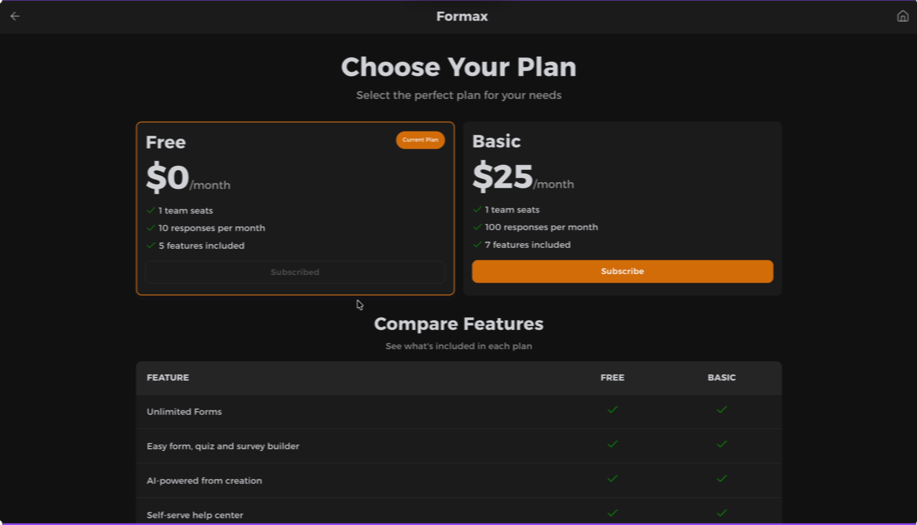 Formax
Choose Your Plan
Select the perfect plan for your needs
Free
Current Plan
$0/month
1 team seats
10 responses per month
5 features included
Subscribed
Basic
$25/month
1 team seats
100 responses per month
7 features included
Subscribe
Compare Features
See what's included in each plan
FEATURE FREE BASIC
Unlimited Forms
Easy form, quiz and survey builder
AI-powered from creation
Self-serve help center